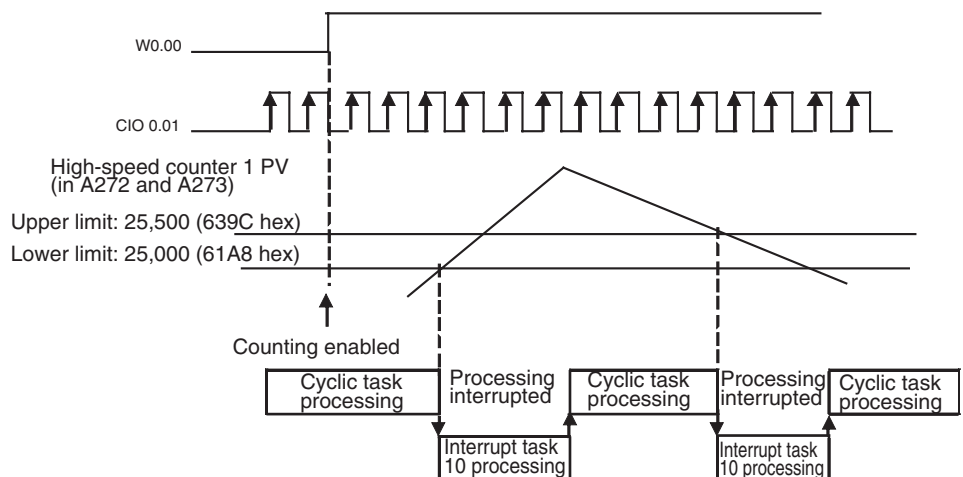 W0.00
CIO 0.01
High-speed counter 1 PV
(in A272 and A273)
Upper limit: 25,500 (639C hex)
Lower limit: 25,000 (61A8 hex)
Counting enabled
Cyclic task
processing
Processing
interrupted
Cyclic task
processing
Processing
interrupted
Cyclic task
processing
Interrupt task
10 processing
Interrupt task
10 processing